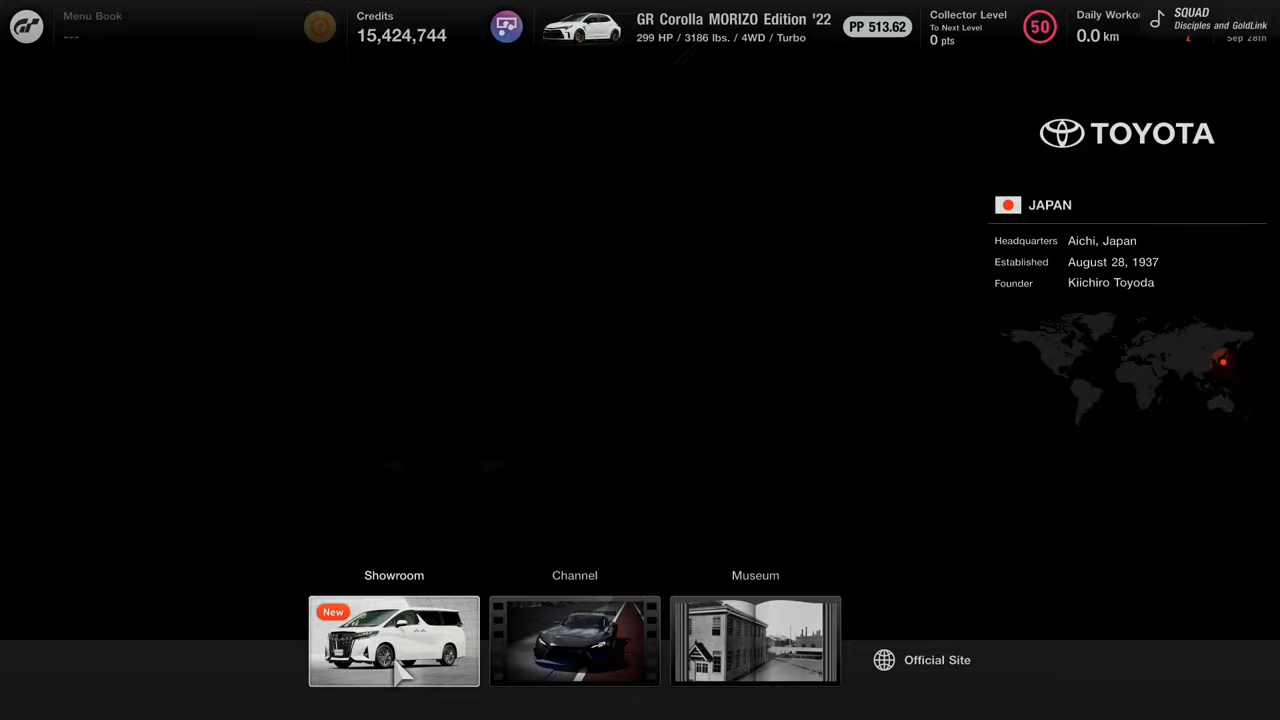 Menu Book
---
Credits
15,424,744
GR Corolla MORIZO Edition '22
299 HP / 3186 lbs. / 4WD / Turbo
PP 513.62
Collector Level
To Next Level
0 pts
50
Daily Worko
0.0 km
SQUAD
Disciples and GoldLink
Sep 28th
TOYOTA
JAPAN
Headquarters Aichi, Japan
Established August 28, 1937
Founder Kiichiro Toyoda
Showroom
Channel
Museum
New
Official Site